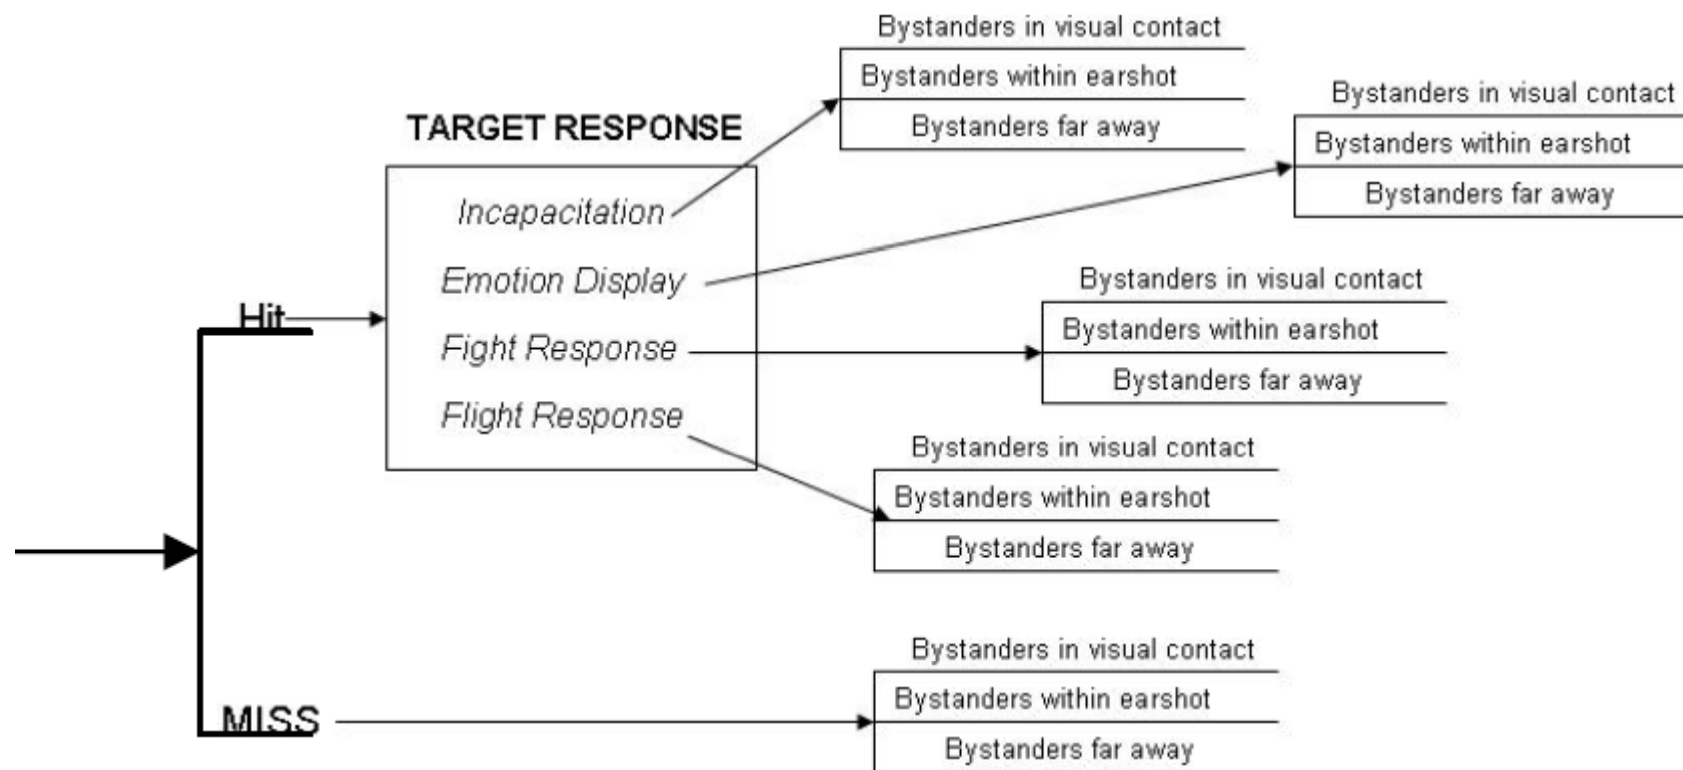 Bystanders in visual contact
Bystanders within earshot
Bystanders far away
Bystanders in visual contact
Bystanders within earshot
Bystanders far away
TARGET RESPONSE
Incapacitation
Emotion Display
Fight Response
Flight Response
Hit
Bystanders in visual contact
Bystanders within earshot
Bystanders far away
Bystanders in visual contact
Bystanders within earshot
Bystanders far away
MISS
Bystanders in visual contact
Bystanders within earshot
Bystanders far away